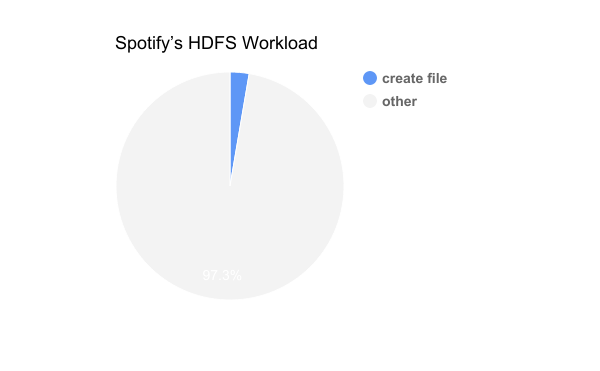 Spotify’s HDFS Workload
create file
other
97.3%